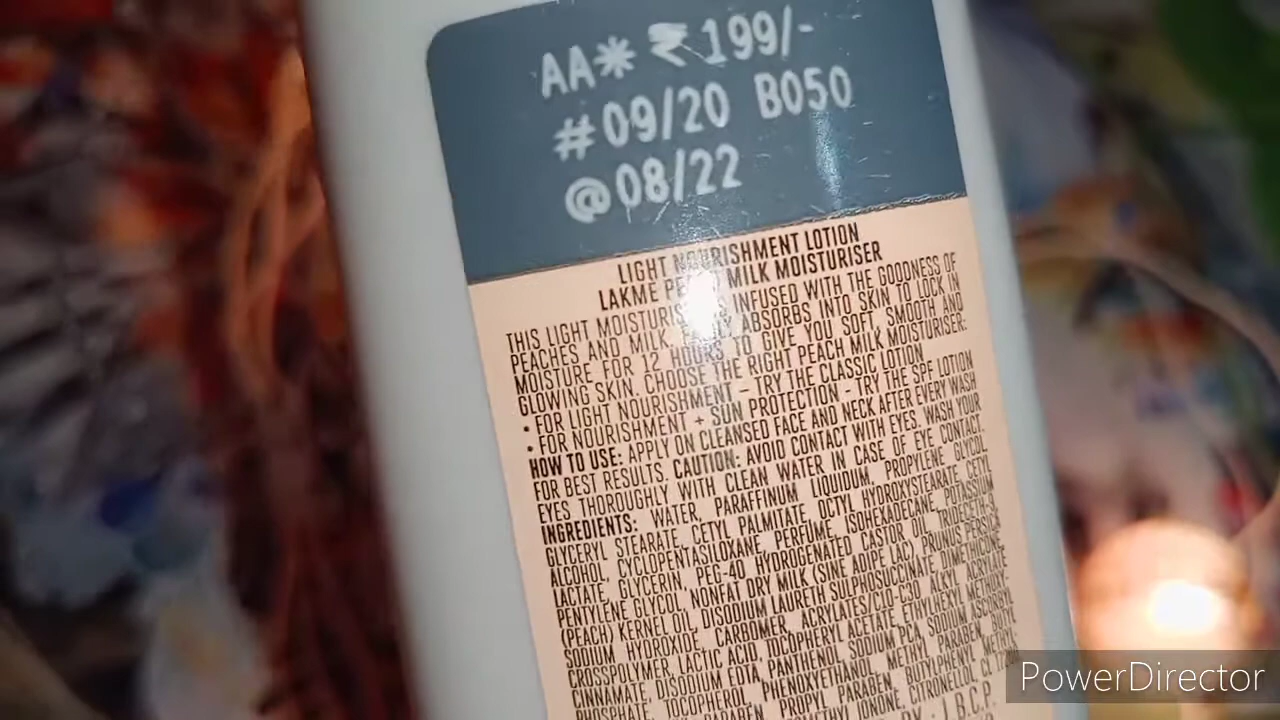 AA* ₹199/-
#09/20 B050
@08/22
LIGHT NOURISHMENT LOTION
LAKME MILK MOISTURISER
THIS LIGHT INFUSED WITH THE GOODNESS OF
PEACHES AND MILK, ABSORBS INTO SKIN TO LOCK IN
MOISTURE FOR 12 HOURS TO GIVE YOU SOFT, SMOOTH AND
GLOWING SKIN. CHOOSE THE RIGHT PEACH MILK MOISTURISER:
• FOR LIGHT NOURISHMENT - TRY THE CLASSIC LOTION
• FOR NOURISHMENT + SUN PROTECTION - TRY THE SPF LOTION
HOW TO USE: APPLY ON CLEANSED FACE AND NECK AFTER EVERY WASH
FOR BEST RESULTS. CAUTION: AVOID CONTACT WITH EYES. WASH YOUR
EYES THOROUGHLY WITH CLEAN WATER IN CASE OF EYE CONTACT.
INGREDIENTS: WATER, PARAFFINUM LIQUIDUM, PROPYLENE GLYCOL,
GLYCERYL STEARATE, CETYL PALMITATE, OCTYL HYDROXYSTEARATE, CETYL
ALCOHOL, CYCLOPENTASILOXANE, PERFUME, ISOHEXADECANE, POTASSIUM
LACTATE, GLYCERIN, PEG-40 HYDROGENATED CASTOR OIL,
PENTYLENE GLYCOL, NONFAT DRY MILK (SINE ADIPE LAC), PRUNUS PERSICA
(PEACH) KERNEL OIL, DISODIUM LAURETH SULPHOSUCCINATE, DIMETHICONE,
SODIUM HYDROXIDE, CARBOMER, ACRYLATES/C10-C30 ALKYL ACRYLATE
CROSSPOLYMER, LACTIC ACID, TOCOPHERYL ACETATE, ETHYLHEXYL METHOXY-
CINNAMATE, DISODIUM EDTA, PANTHENOL, SODIUM PCA, SODIUM
PHOSPHATE, TOCOPHEROL, PHENOXYETHANOL, METHYL PARABEN,
PARABEN, PROPYL PARABEN, BUTYLPHENYL
IONONE, CITRONELLOL
PowerDirector